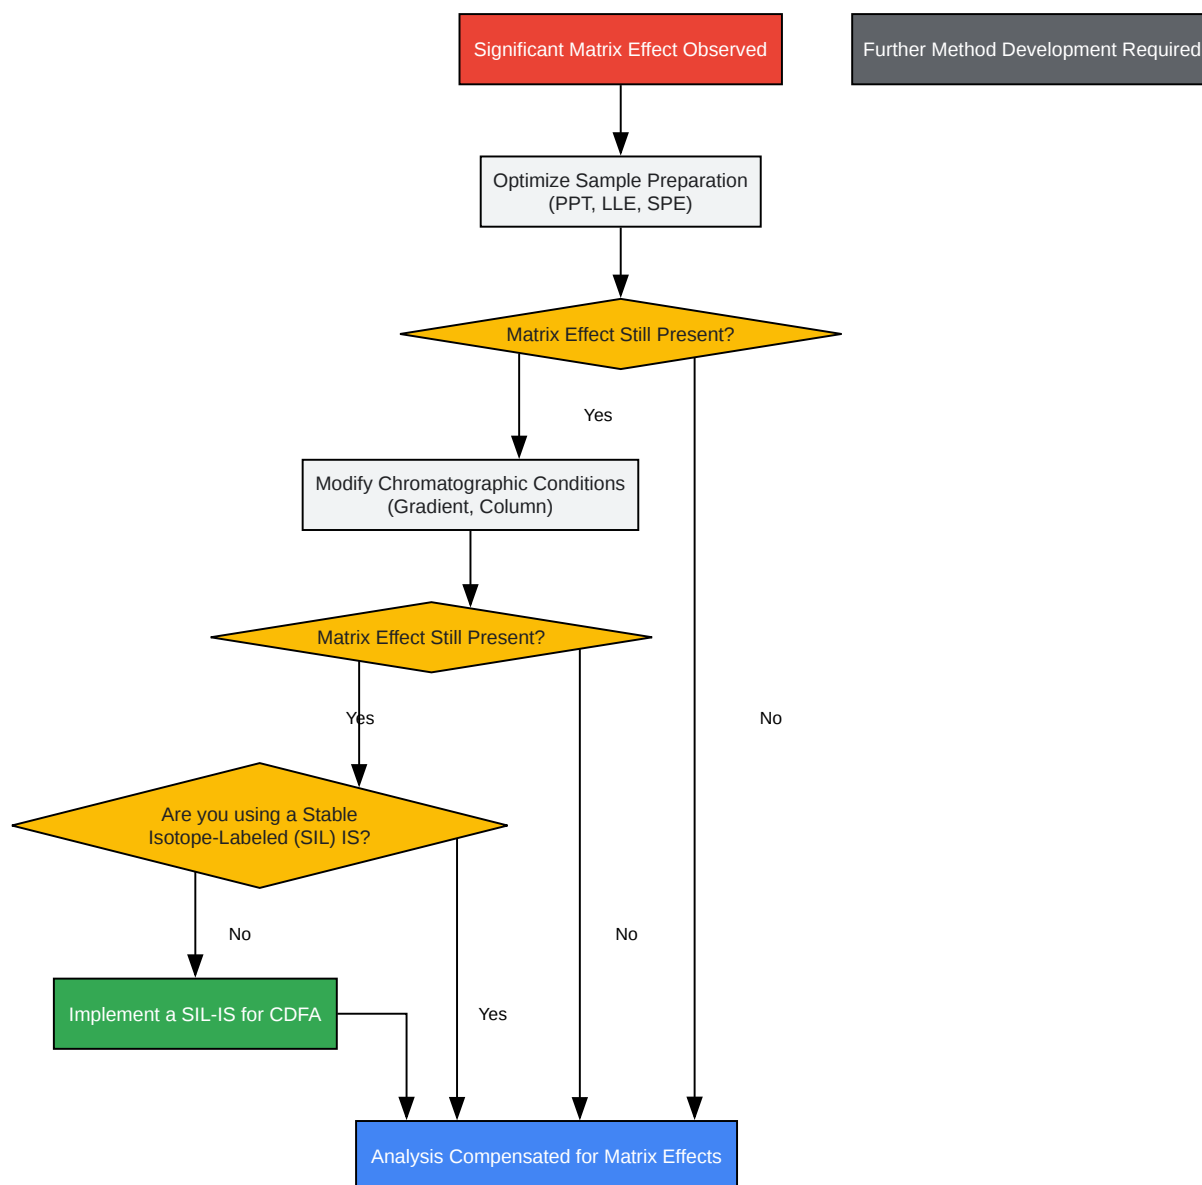 Significant Matrix Effect Observed
Further Method Development Required
Optimize Sample Preparation
(PPT, LLE, SPE)
Matrix Effect Still Present?
Yes
Modify Chromatographic Conditions
(Gradient, Column)
Matrix Effect Still Present?
Yes
No
Are you using a Stable
Isotope-Labeled (SIL) IS?
No
No
Implement a SIL-IS for CDFA
Yes
Analysis Compensated for Matrix Effects